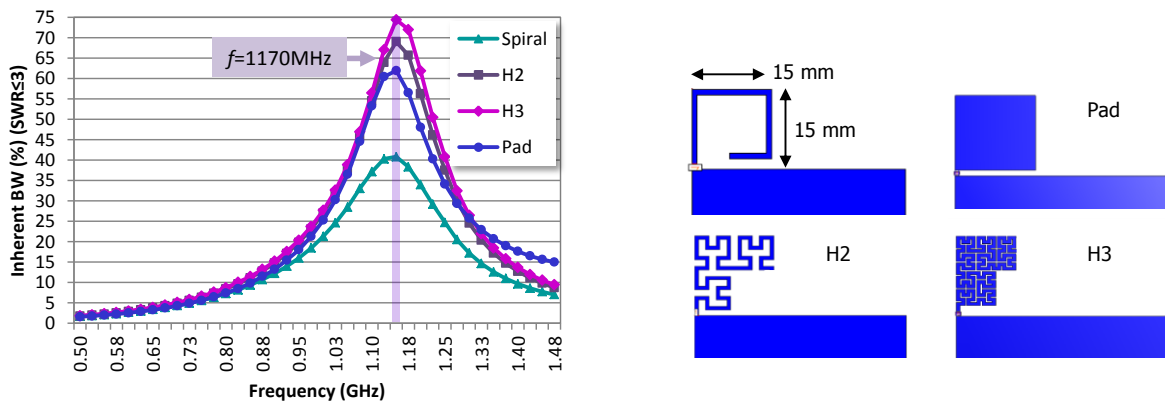 Inherent BW (%) (SWR≤3)
75
70
65
60
55
50
45
40
35
30
25
20
15
10
5
0
f=1170MHz
Spiral
H2
H3
Pad
0.50
0.58
0.65
0.73
0.80
0.88
0.95
1.03
1.10
1.18
1.25
1.33
1.40
1.48
Frequency (GHz)
15 mm
15 mm
Pad
H2
H3